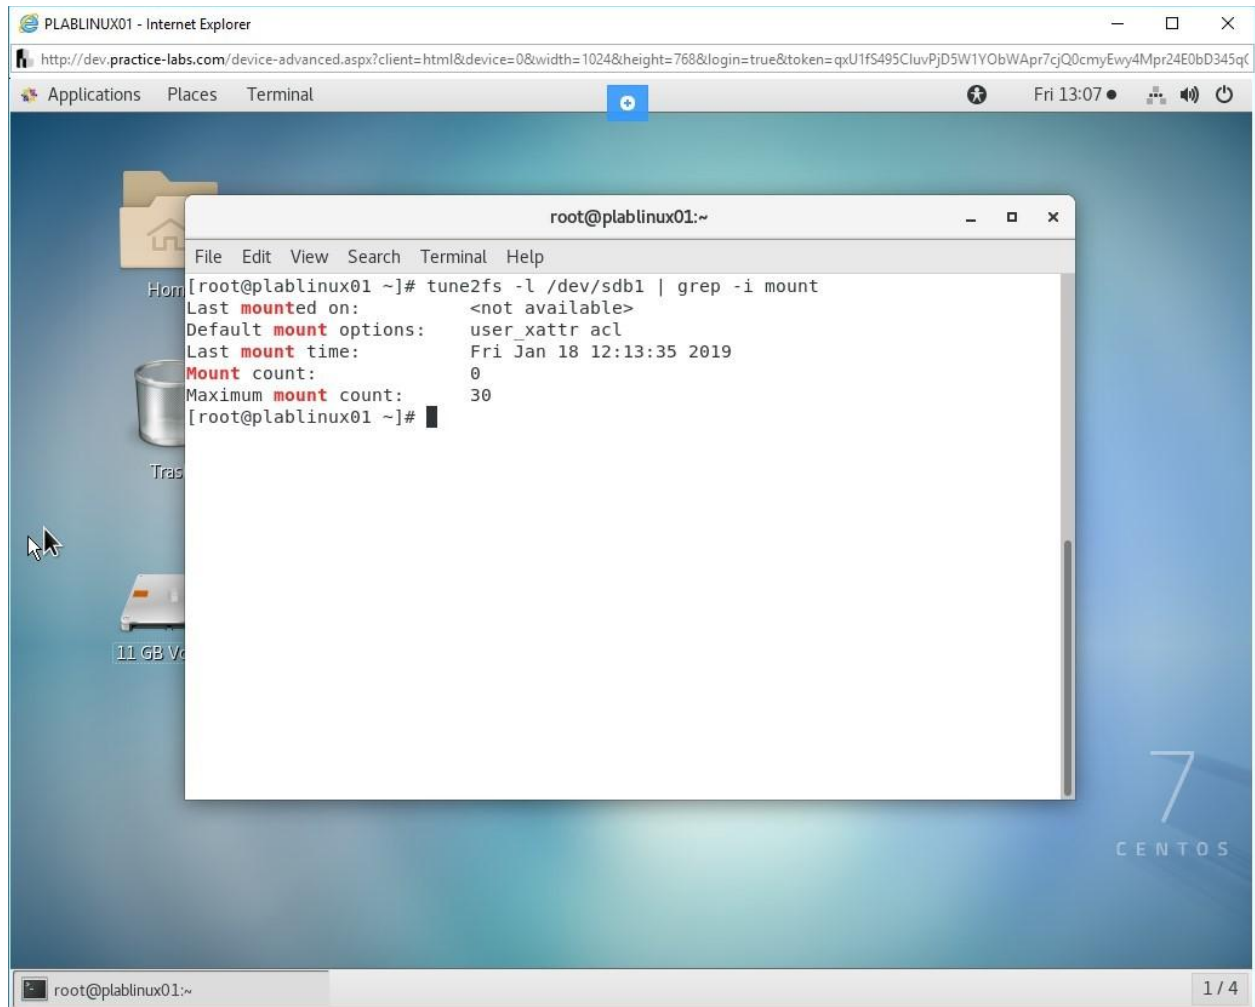 PLABLINUX01 - Internet Explorer
http://dev.practice-labs.com/device-advanced.aspx?client=html&device=0&width=1024&height=768&login=true&token=
Applications Places Terminal Fri 13:07
root@plablinux01:~
File Edit View Search Terminal Help
[root@plablinux01 ~]# tune2fs -l /dev/sdb1 | grep -i mount
Last mounted on: <not available>
Default mount options: user_xattr acl
Last mount time: Fri Jan 18 12:13:35 2019
Mount count: 0
Maximum mount count: 30
[root@plablinux01 ~]#
Hom
Tras
11 GB Vo
7
CENTOS
root@plablinux01:~ 1 / 4